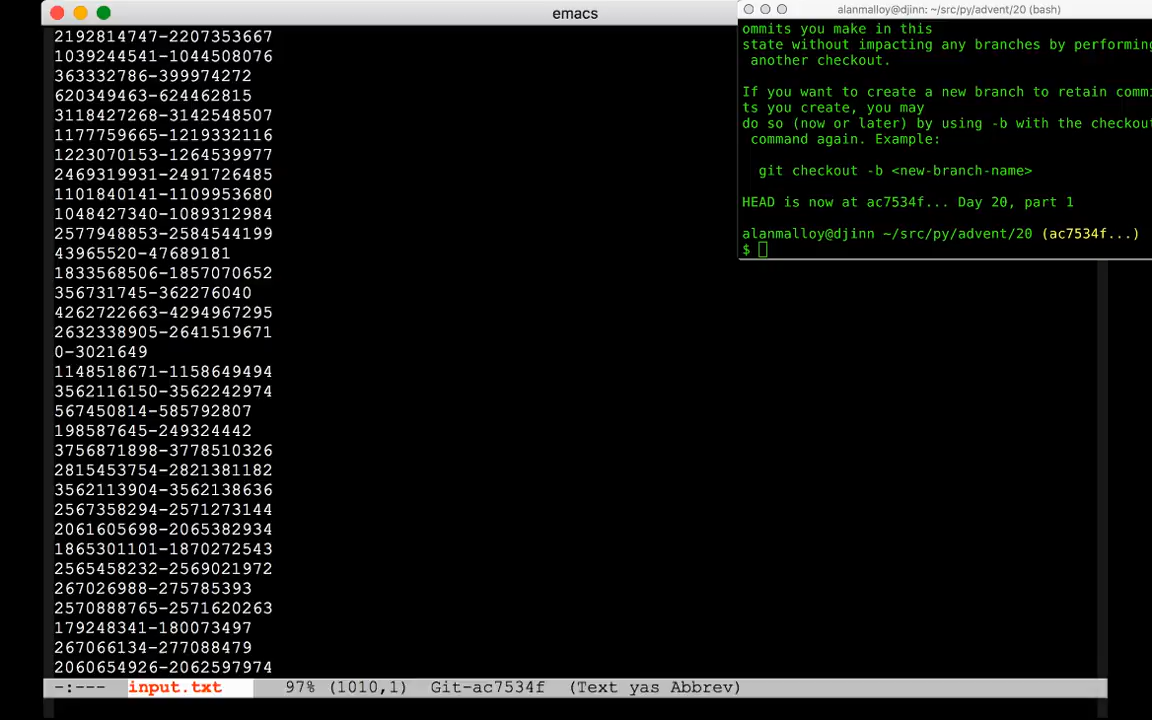 emacs
2192814747-2207353667
1039244541-1044508076
363332786-399974272
620349463-624462815
3118427268-3142548507
1177759665-1219332116
1223070153-1264539977
2469319931-2491726485
1101840141-1109953680
1048427340-1089312984
2577948853-2584544199
43965520-47689181
1833568506-1857070652
356731745-362276040
4262722663-4294967295
2632338905-2641519671
0-3021649
1148518671-1158649494
3562116150-3562242974
567450814-585792807
198587645-249324442
3756871898-3778510326
2815453754-2821381182
3562113904-3562138636
2567358294-2571273144
2061605698-2065382934
1865301101-1870272543
2565458232-2569021972
267026988-275785393
2570888765-2571620263
179248341-180073497
267066134-277088479
2060654926-2062597974
-:--- input.txt 97% (1010,1) Git-ac7534f (Text yas Abbrev)
alanmalloy@djinn: ~/src/py/advent/20 (bash)
ommits you make in this
state without impacting any branches by performing
another checkout.
If you want to create a new branch to retain commi
ts you create, you may
do so (now or later) by using -b with the checkout
command again. Example:
git checkout -b <new-branch-name>
HEAD is now at ac7534f... Day 20, part 1
alanmalloy@djinn ~/src/py/advent/20 (ac7534f...)
$